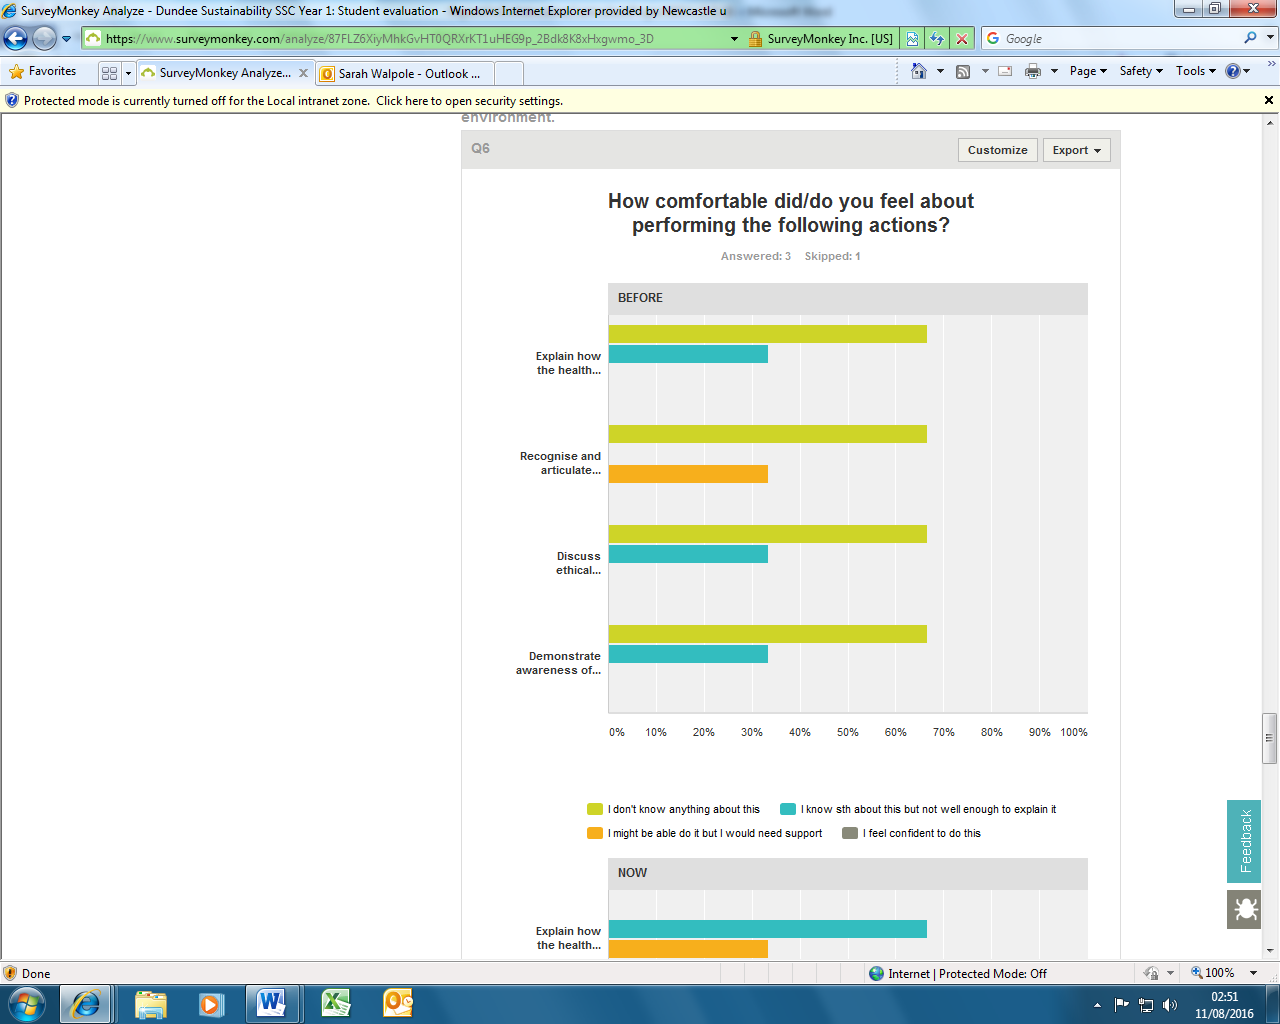 SurveyMonkey Analyze - Dundee Sustainability SSC Year 1: Student evaluation - Windows Internet Explorer provided by Newcastle u
https://www.surveymonkey.com/analyze/87FLZ6XiyMhkGvHT0QRXrKT1uHEG9p_2Bdk8K8xHxgwmo_3D
SurveyMonkey Inc. [US]
Google
Favorites
SurveyMonkey Analyze...
Sarah Walpole - Outlook ...
Page
Safety
Tools
Protected mode is currently turned off for the Local intranet zone. Click here to open security settings.
environment.
Q6
Customize
Export
How comfortable did/do you feel about
performing the following actions?
Answered: 3 Skipped: 1
BEFORE
Explain how
the health...
Recognise and
articulate...
Discuss
ethical...
Demonstrate
awareness of...
0% 10% 20% 30% 40% 50% 60% 70% 80% 90% 100%
I don't know anything about this I know sth about this but not well enough to explain it
I might be able do it but I would need support I feel confident to do this
NOW
Explain how
the health...
Feedback
Done
Internet | Protected Mode: Off
100%
02:51
11/08/2016